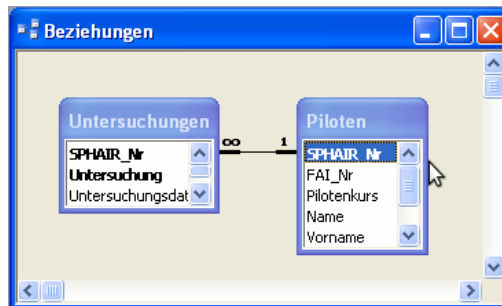 Beziehungen
Untersuchungen
SPHAIR_Nr
Untersuchung
Untersuchungsdat
∞ 1
Piloten
SPHAIR_Nr
FAI_Nr
Pilotenkurs
Name
Vorname